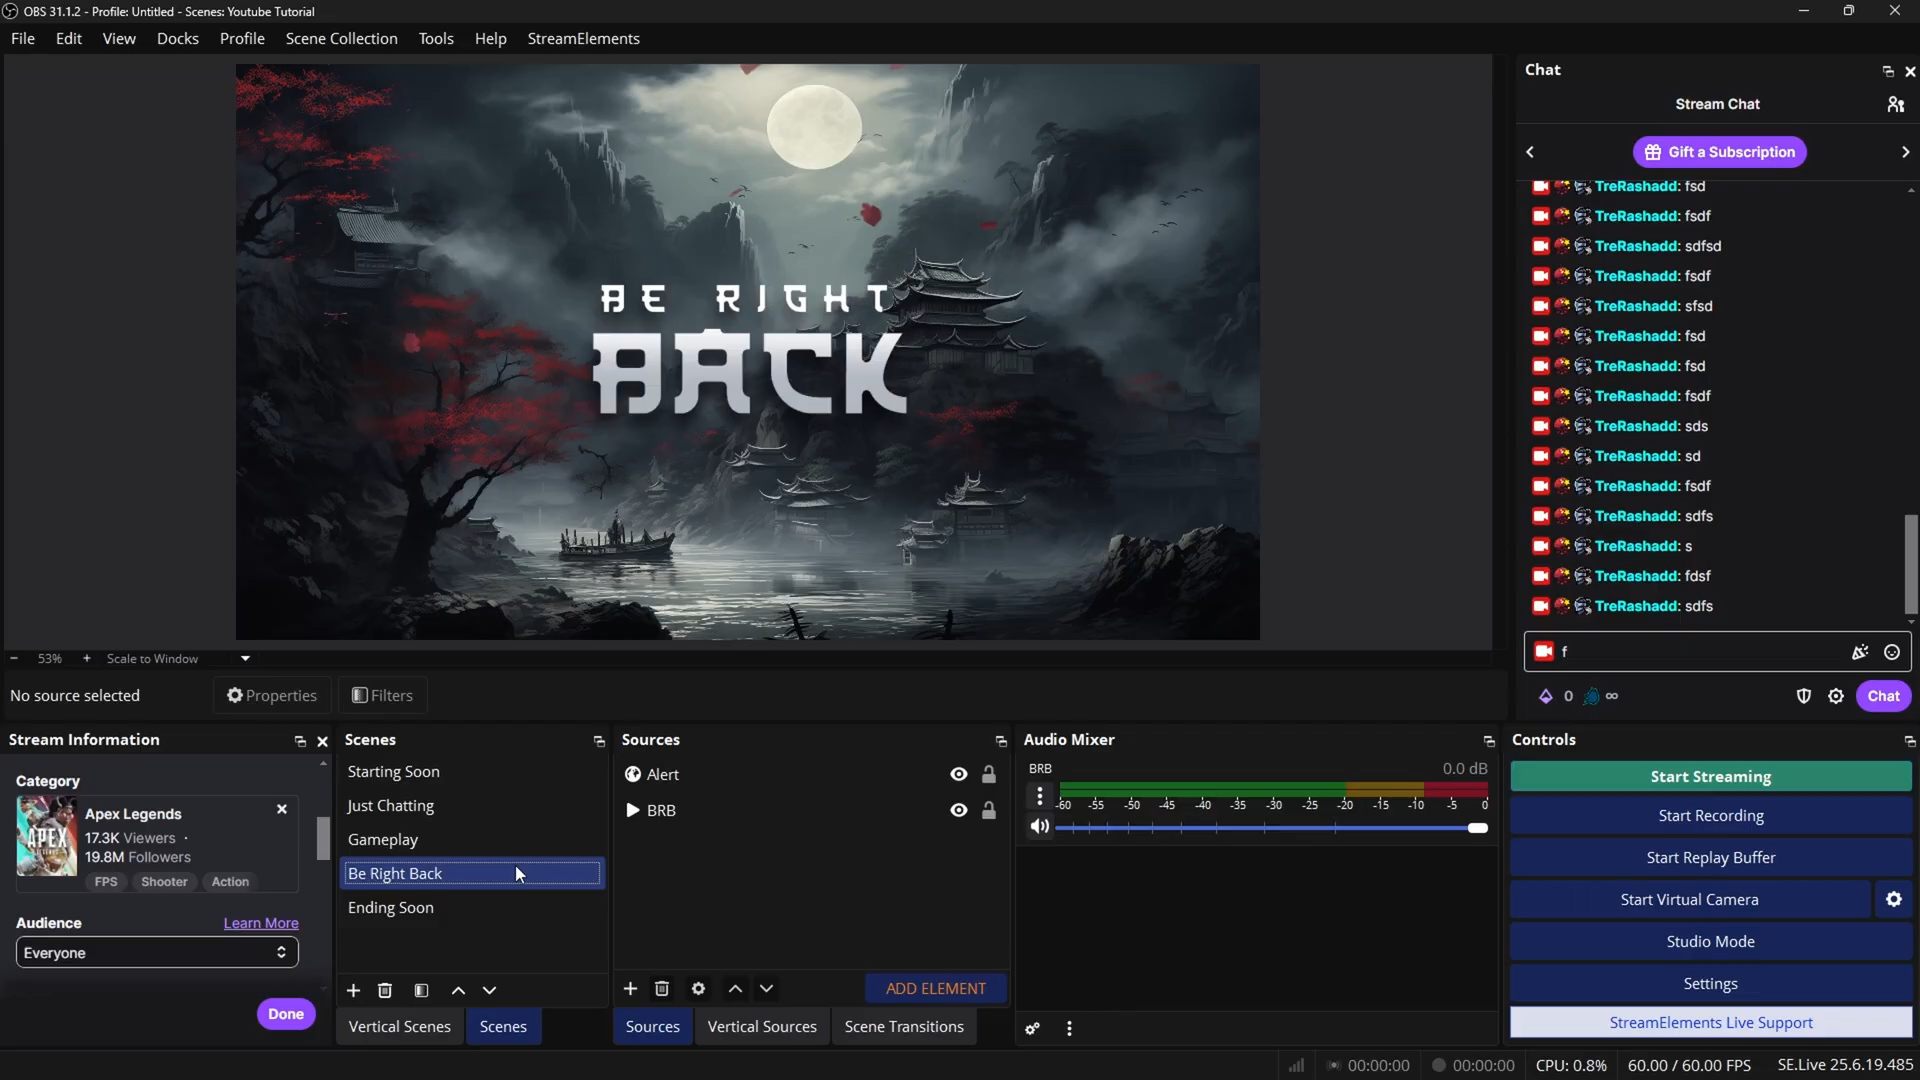 OBS 31.1.2 - Profile: Untitled - Scenes: Youtube Tutorial
File Edit View Docks Profile Scene Collection Tools Help StreamElements
BE RIGHT
BACK
53% Scale to Window
No source selected Properties Filters
Chat
Stream Chat
Gift a Subscription
TreRashadd: fsd
TreRashadd: fsdf
TreRashadd: sdfsd
TreRashadd: fsdf
TreRashadd: sfsd
TreRashadd: fsd
TreRashadd: fsd
TreRashadd: fsdf
TreRashadd: sds
TreRashadd: sd
TreRashadd: fsdf
TreRashadd: sdfs
TreRashadd: s
TreRashadd: fdsf
TreRashadd: sdfs
f
0 ∞ Chat
Stream Information
Category
APEX
Apex Legends
17.3K Viewers ·
19.8M Followers
FPS Shooter Action
Audience Learn More
Everyone
Done
Scenes
Starting Soon
Just Chatting
Gameplay
Be Right Back
Ending Soon
Vertical Scenes Scenes
Sources
Alert
BRB
ADD ELEMENT
Sources Vertical Sources Scene Transitions
Audio Mixer
BRB 0.0 dB
-60 -55 -50 -45 -40 -35 -30 -25 -20 -15 -10 -5 0
Controls
Start Streaming
Start Recording
Start Replay Buffer
Start Virtual Camera
Studio Mode
Settings
StreamElements Live Support
00:00:00 00:00:00 CPU: 0.8% 60.00 / 60.00 FPS SE.Live 25.6.19.485